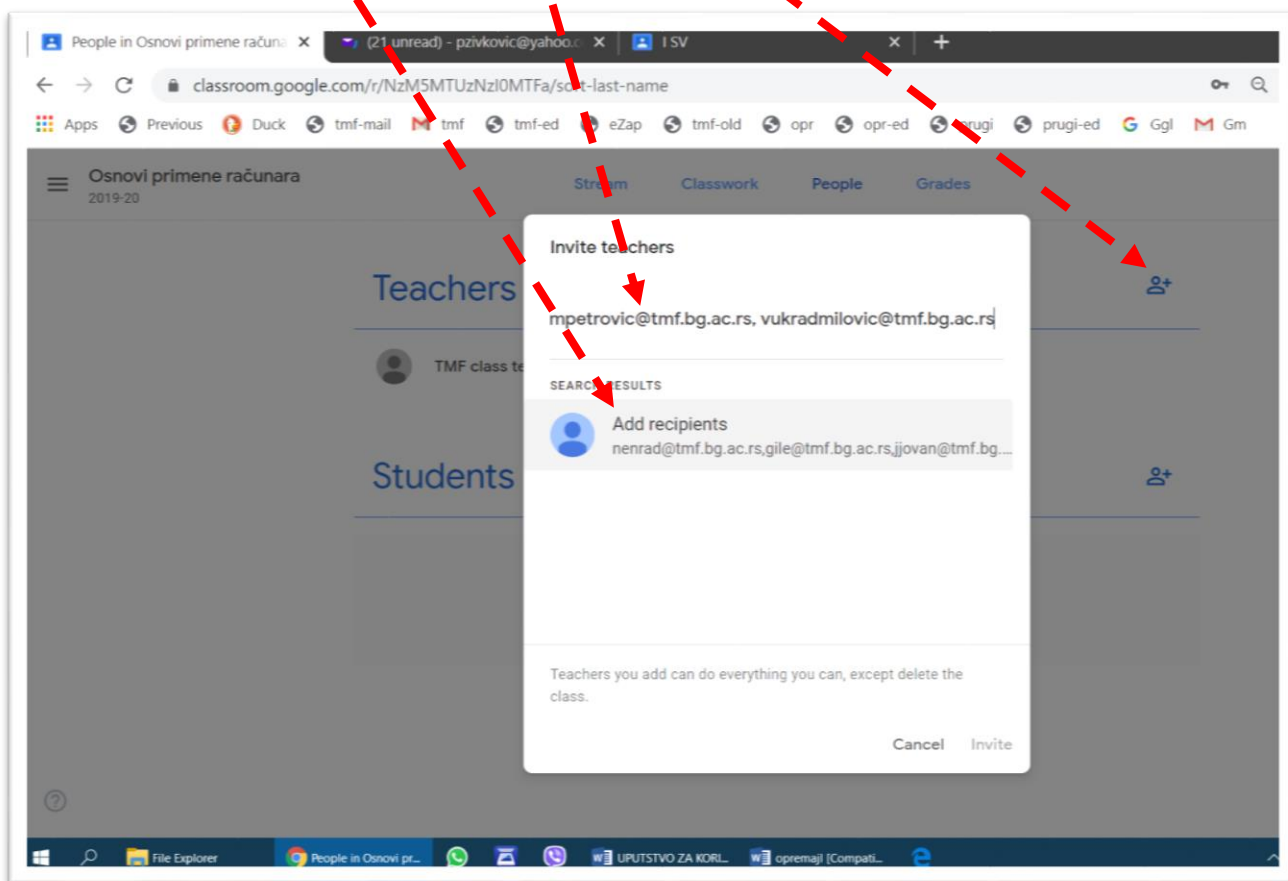 People in Osnovi primene računa (21 unread) - pzivkovic@yahoo.c I SV
classroom.google.com/r/NzM5MTUzNzI0MTFa/sort-last-name
Apps Previous Duck tmf-mail tmf tmf-ed eZap tmf-old opr opr-ed prugi prugi-ed Ggl Gm
Osnovi primene računara
2019-20
Stream Classwork People Grades
Invite teachers
Teachers
mpetrovic@tmf.bg.ac.rs, vukradmilovic@tmf.bg.ac.rs
TMF class te
SEARCH RESULTS
Add recipients
nenrad@tmf.bg.ac.rs,gile@tmf.bg.ac.rs,jjovan@tmf.bg....
Students
Teachers you add can do everything you can, except delete the
class.
Cancel Invite
File Explorer People in Osnovi pr... UPUTSTVO ZA KORI... opremajl [Compati...